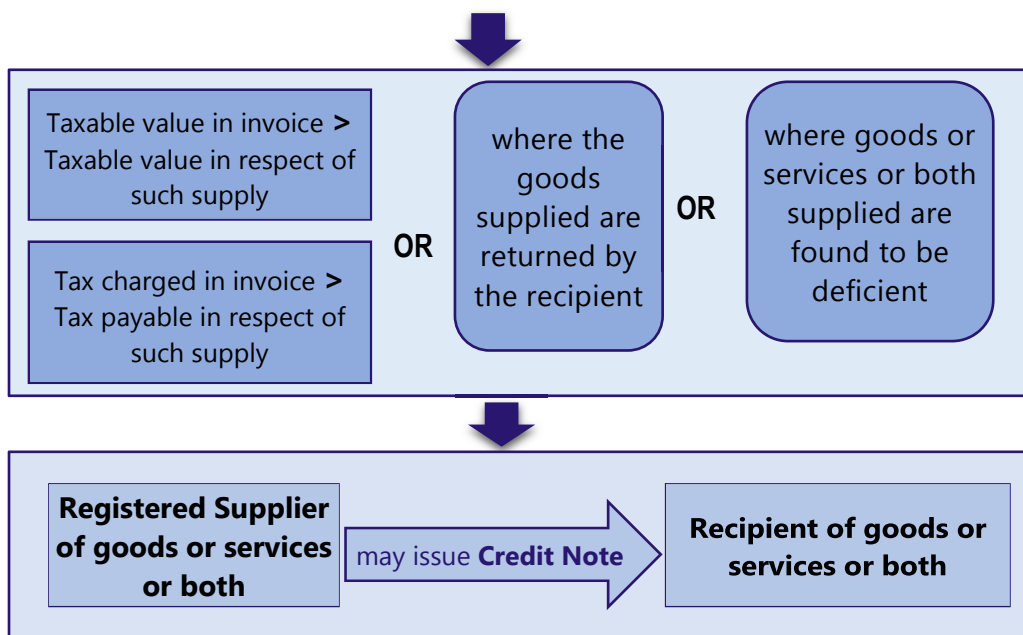 Taxable value in invoice >
Taxable value in respect of
such supply
Tax charged in invoice >
Tax payable in respect of
such supply
OR
where the
goods
supplied are
returned by
the recipient
OR
where goods or
services or both
supplied are
found to be
deficient
Registered Supplier
of goods or services
or both
may issue Credit Note
Recipient of goods or
services or both